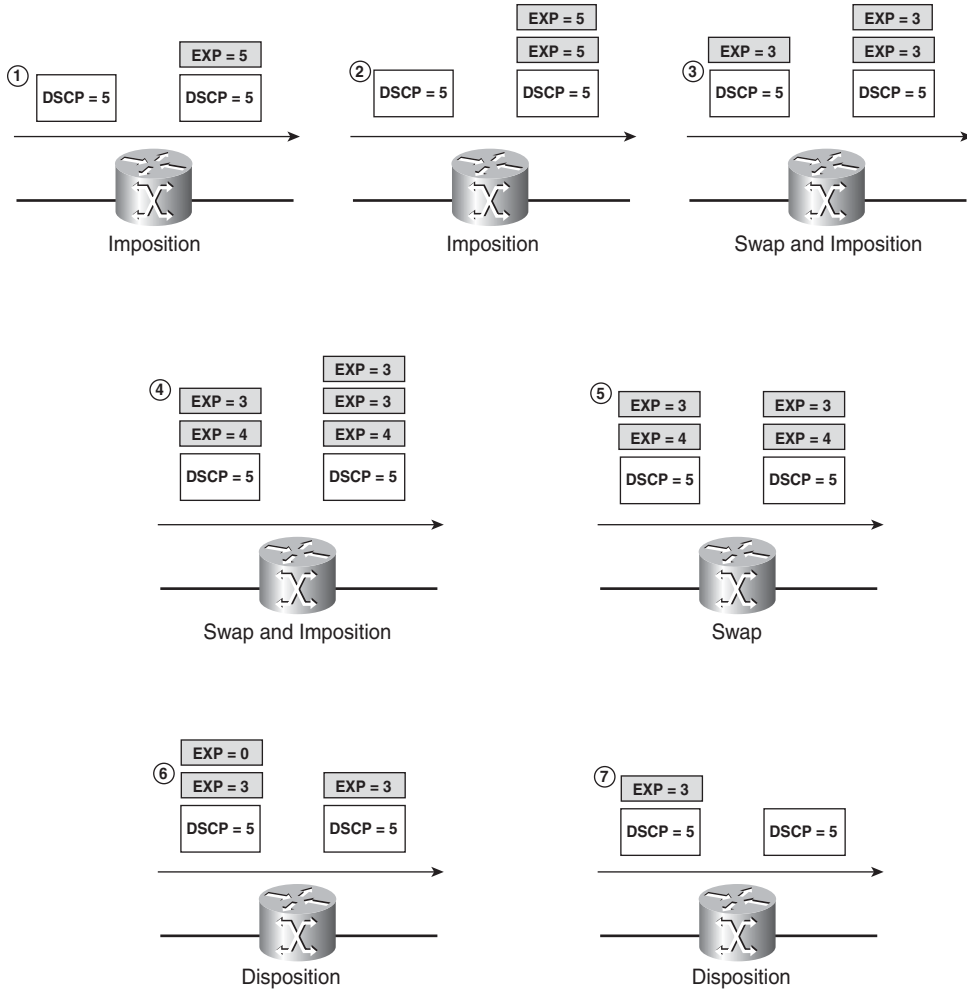 1
DSCP = 5
EXP = 5
DSCP = 5
Imposition
2
DSCP = 5
EXP = 5
EXP = 5
DSCP = 5
Imposition
3
EXP = 3
DSCP = 5
EXP = 3
EXP = 3
DSCP = 5
Swap and Imposition
4
EXP = 3
EXP = 4
DSCP = 5
EXP = 3
EXP = 3
EXP = 4
DSCP = 5
Swap and Imposition
5
EXP = 3
EXP = 4
DSCP = 5
EXP = 3
EXP = 4
DSCP = 5
Swap
6
EXP = 0
EXP = 3
DSCP = 5
EXP = 3
DSCP = 5
Disposition
7
EXP = 3
DSCP = 5
DSCP = 5
Disposition